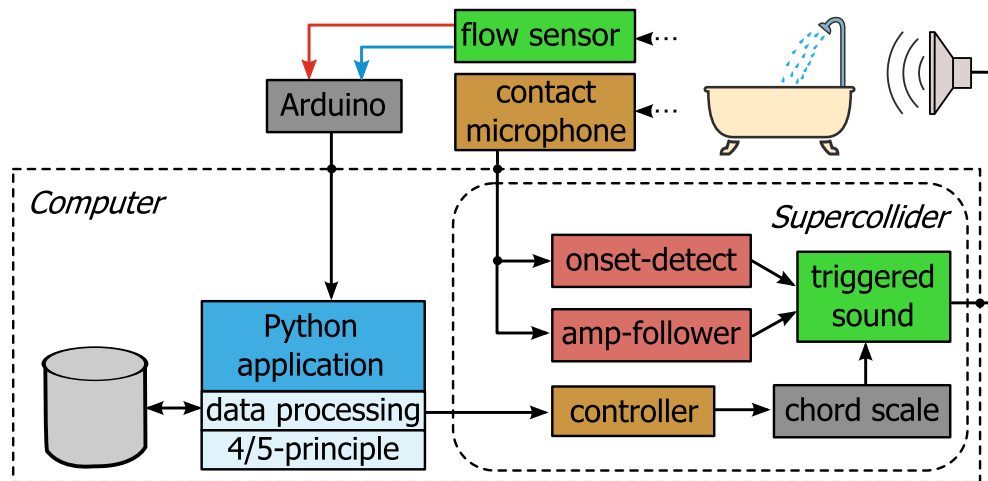 flow sensor
Arduino
contact
microphone
Computer
Supercollider
onset-detect
triggered
sound
amp-follower
Python
application
data processing
4/5-principle
controller
chord scale